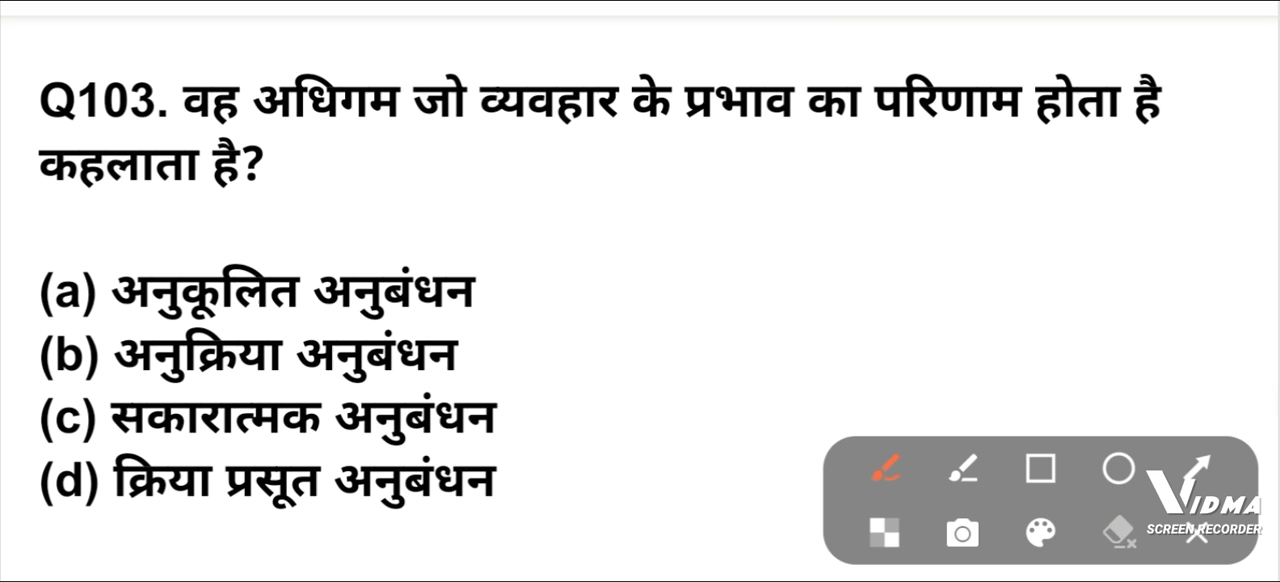 Q103. वह अधिगम जो व्यवहार के प्रभाव का परिणाम होता है
कहलाता है?
(a) अनुकूलित अनुबंधन
(b) अनुक्रिया अनुबंधन
(c) सकारात्मक अनुबंधन
(d) क्रिया प्रसूत अनुबंधन
VIDMA
SCREEN RECORDER